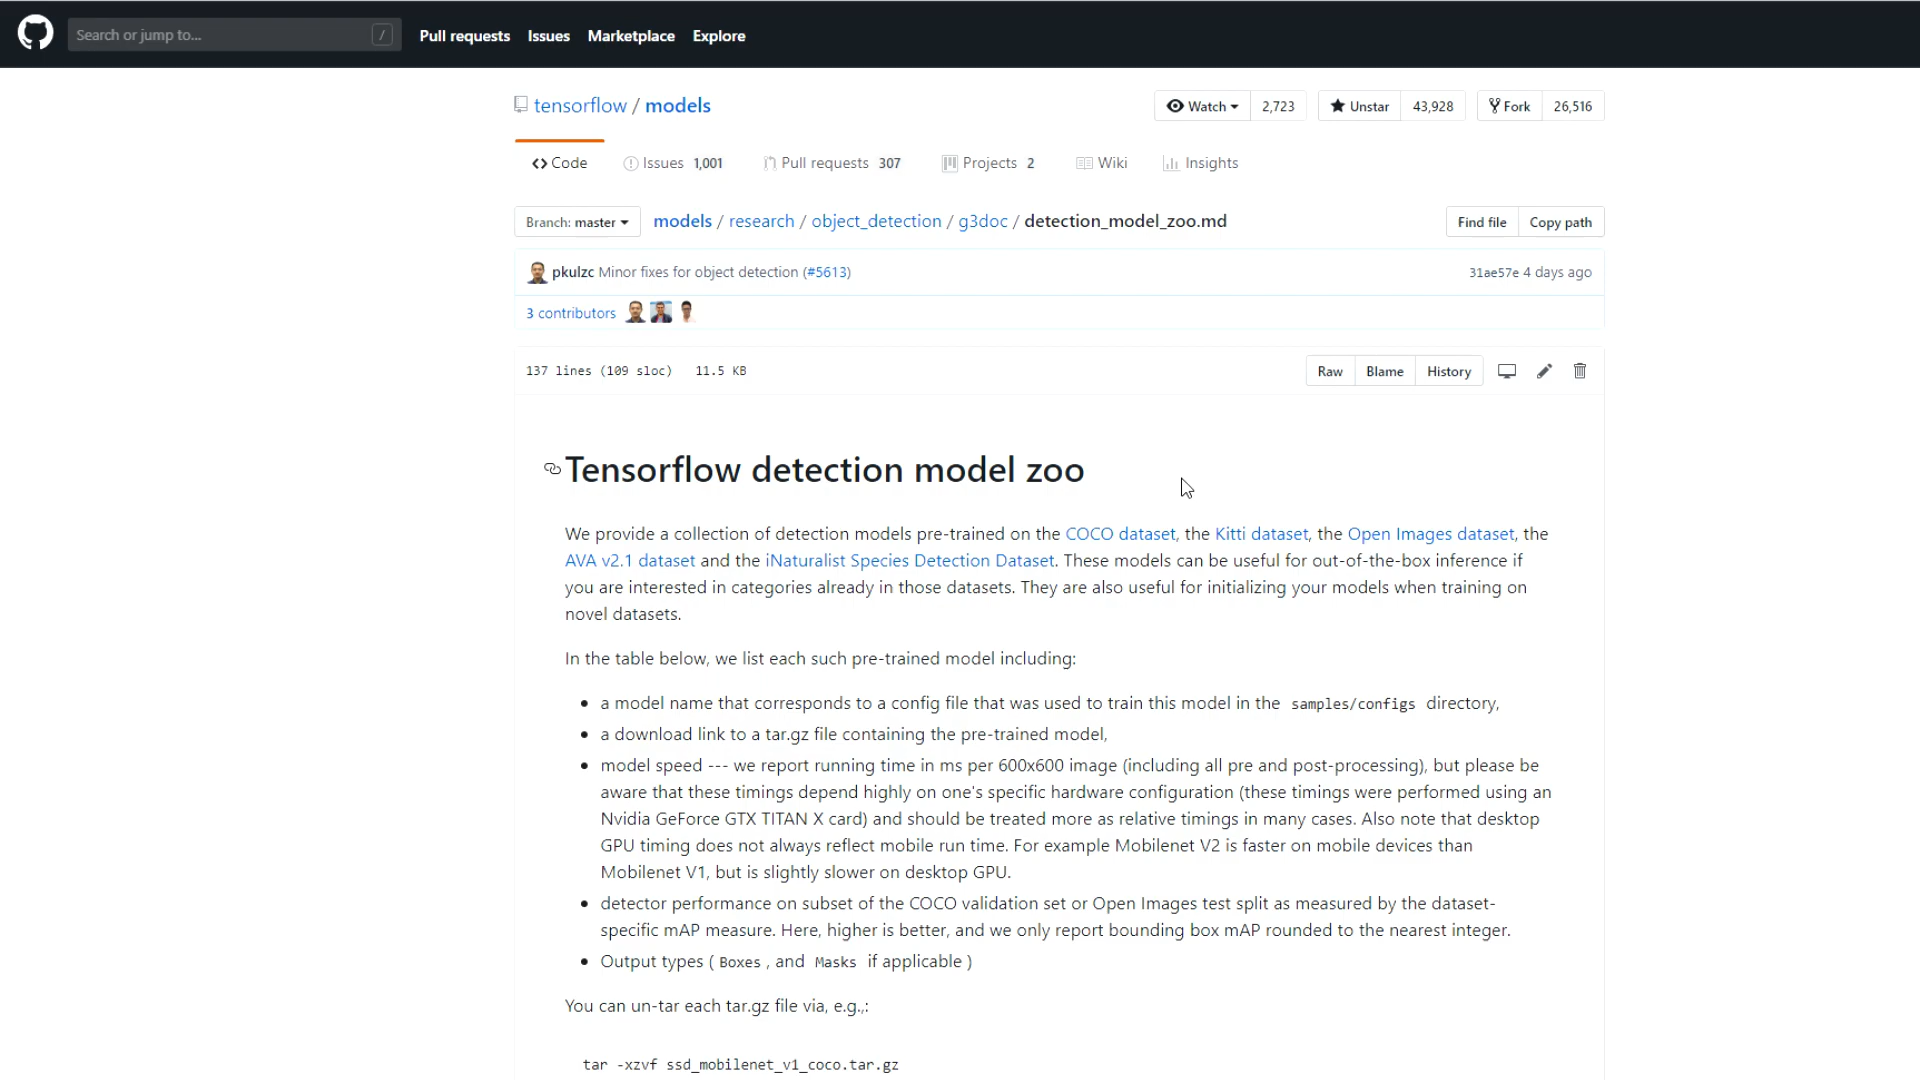 Search or jump to... /
Pull requests Issues Marketplace Explore
tensorflow / models
Watch 2,723 Unstar 43,928 Fork 26,516
Code Issues 1,001 Pull requests 307 Projects 2 Wiki Insights
Branch: master models / research / object_detection / g3doc / detection_model_zoo.md Find file Copy path
pkulzc Minor fixes for object detection (#5613) 31ae57e 4 days ago
3 contributors
137 lines (109 sloc) 11.5 KB Raw Blame History
Tensorflow detection model zoo
We provide a collection of detection models pre-trained on the COCO dataset, the Kitti dataset, the Open Images dataset, the
AVA v2.1 dataset and the iNaturalist Species Detection Dataset. These models can be useful for out-of-the-box inference if
you are interested in categories already in those datasets. They are also useful for initializing your models when training on
novel datasets.
In the table below, we list each such pre-trained model including:
• a model name that corresponds to a config file that was used to train this model in the samples/configs directory,
• a download link to a tar.gz file containing the pre-trained model,
• model speed --- we report running time in ms per 600x600 image (including all pre and post-processing), but please be
aware that these timings depend highly on one's specific hardware configuration (these timings were performed using an
Nvidia GeForce GTX TITAN X card) and should be treated more as relative timings in many cases. Also note that desktop
GPU timing does not always reflect mobile run time. For example Mobilenet V2 is faster on mobile devices than
Mobilenet V1, but is slightly slower on desktop GPU.
• detector performance on subset of the COCO validation set or Open Images test split as measured by the dataset-
specific mAP measure. Here, higher is better, and we only report bounding box mAP rounded to the nearest integer.
• Output types ( Boxes , and Masks if applicable )
You can un-tar each tar.gz file via, e.g.,:
tar -xzvf ssd_mobilenet_v1_coco.tar.gz